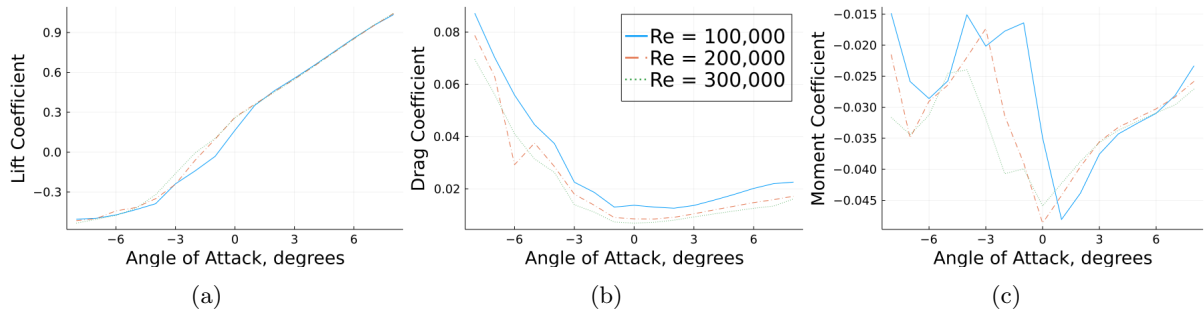 Lift Coefficient
0.9
0.6
0.3
0.0
−0.3
−6
−3
0
3
6
Angle of Attack, degrees
(a)
Drag Coefficient
0.08
0.06
0.04
0.02
Re = 100,000
Re = 200,000
Re = 300,000
−6
−3
0
3
6
Angle of Attack, degrees
(b)
Moment Coefficient
−0.015
−0.020
−0.025
−0.030
−0.035
−0.040
−0.045
−6
−3
0
3
6
Angle of Attack, degrees
(c)